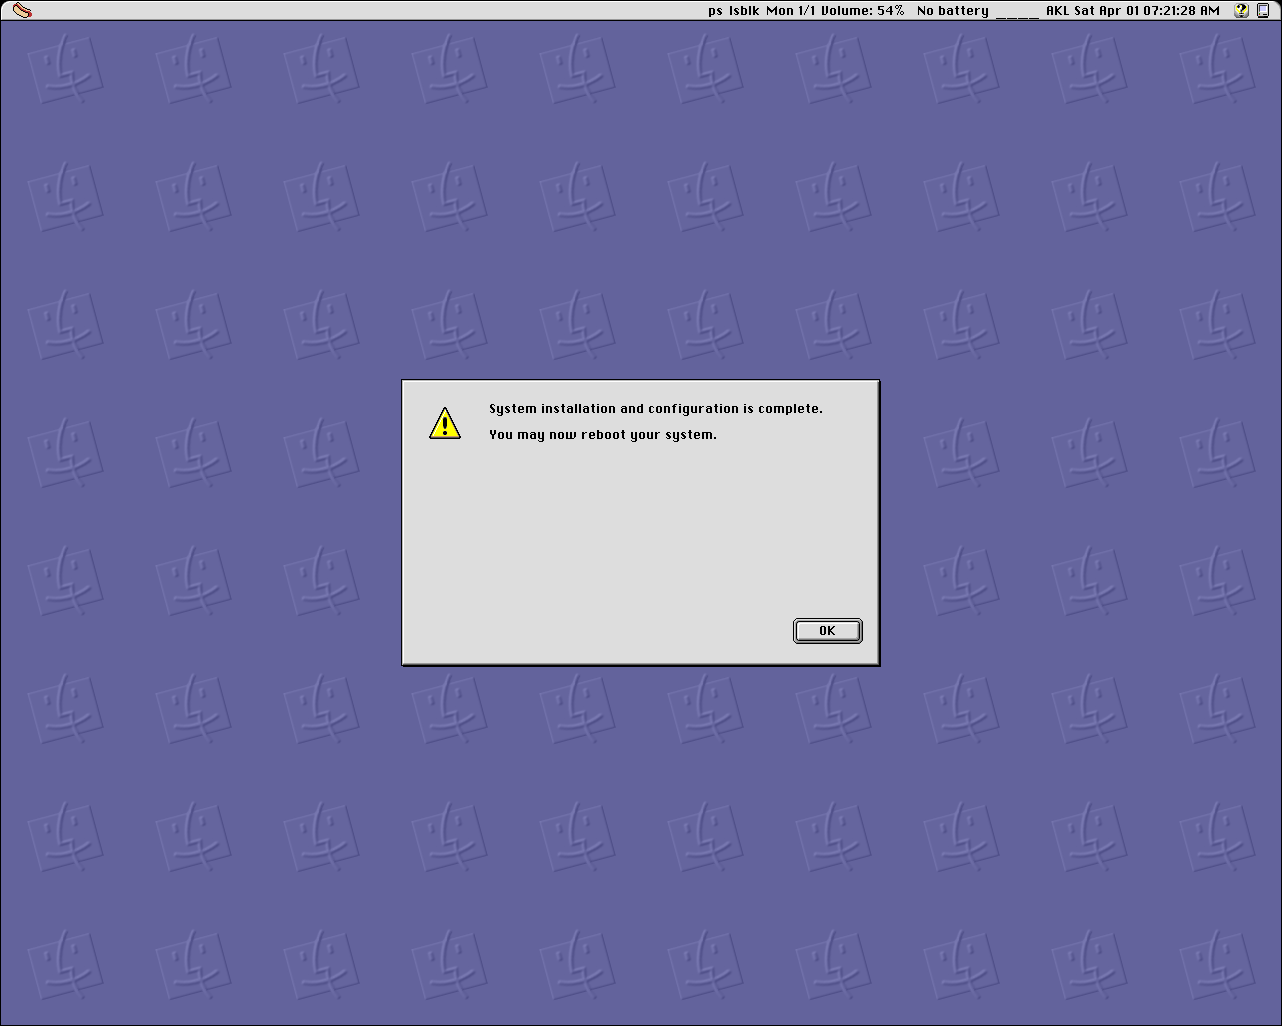 ps lsblk Mon 1/1 Volume: 54% No battery ____ AKL Sat Apr 01 07:21:28 AM
System installation and configuration is complete.
You may now reboot your system.
OK